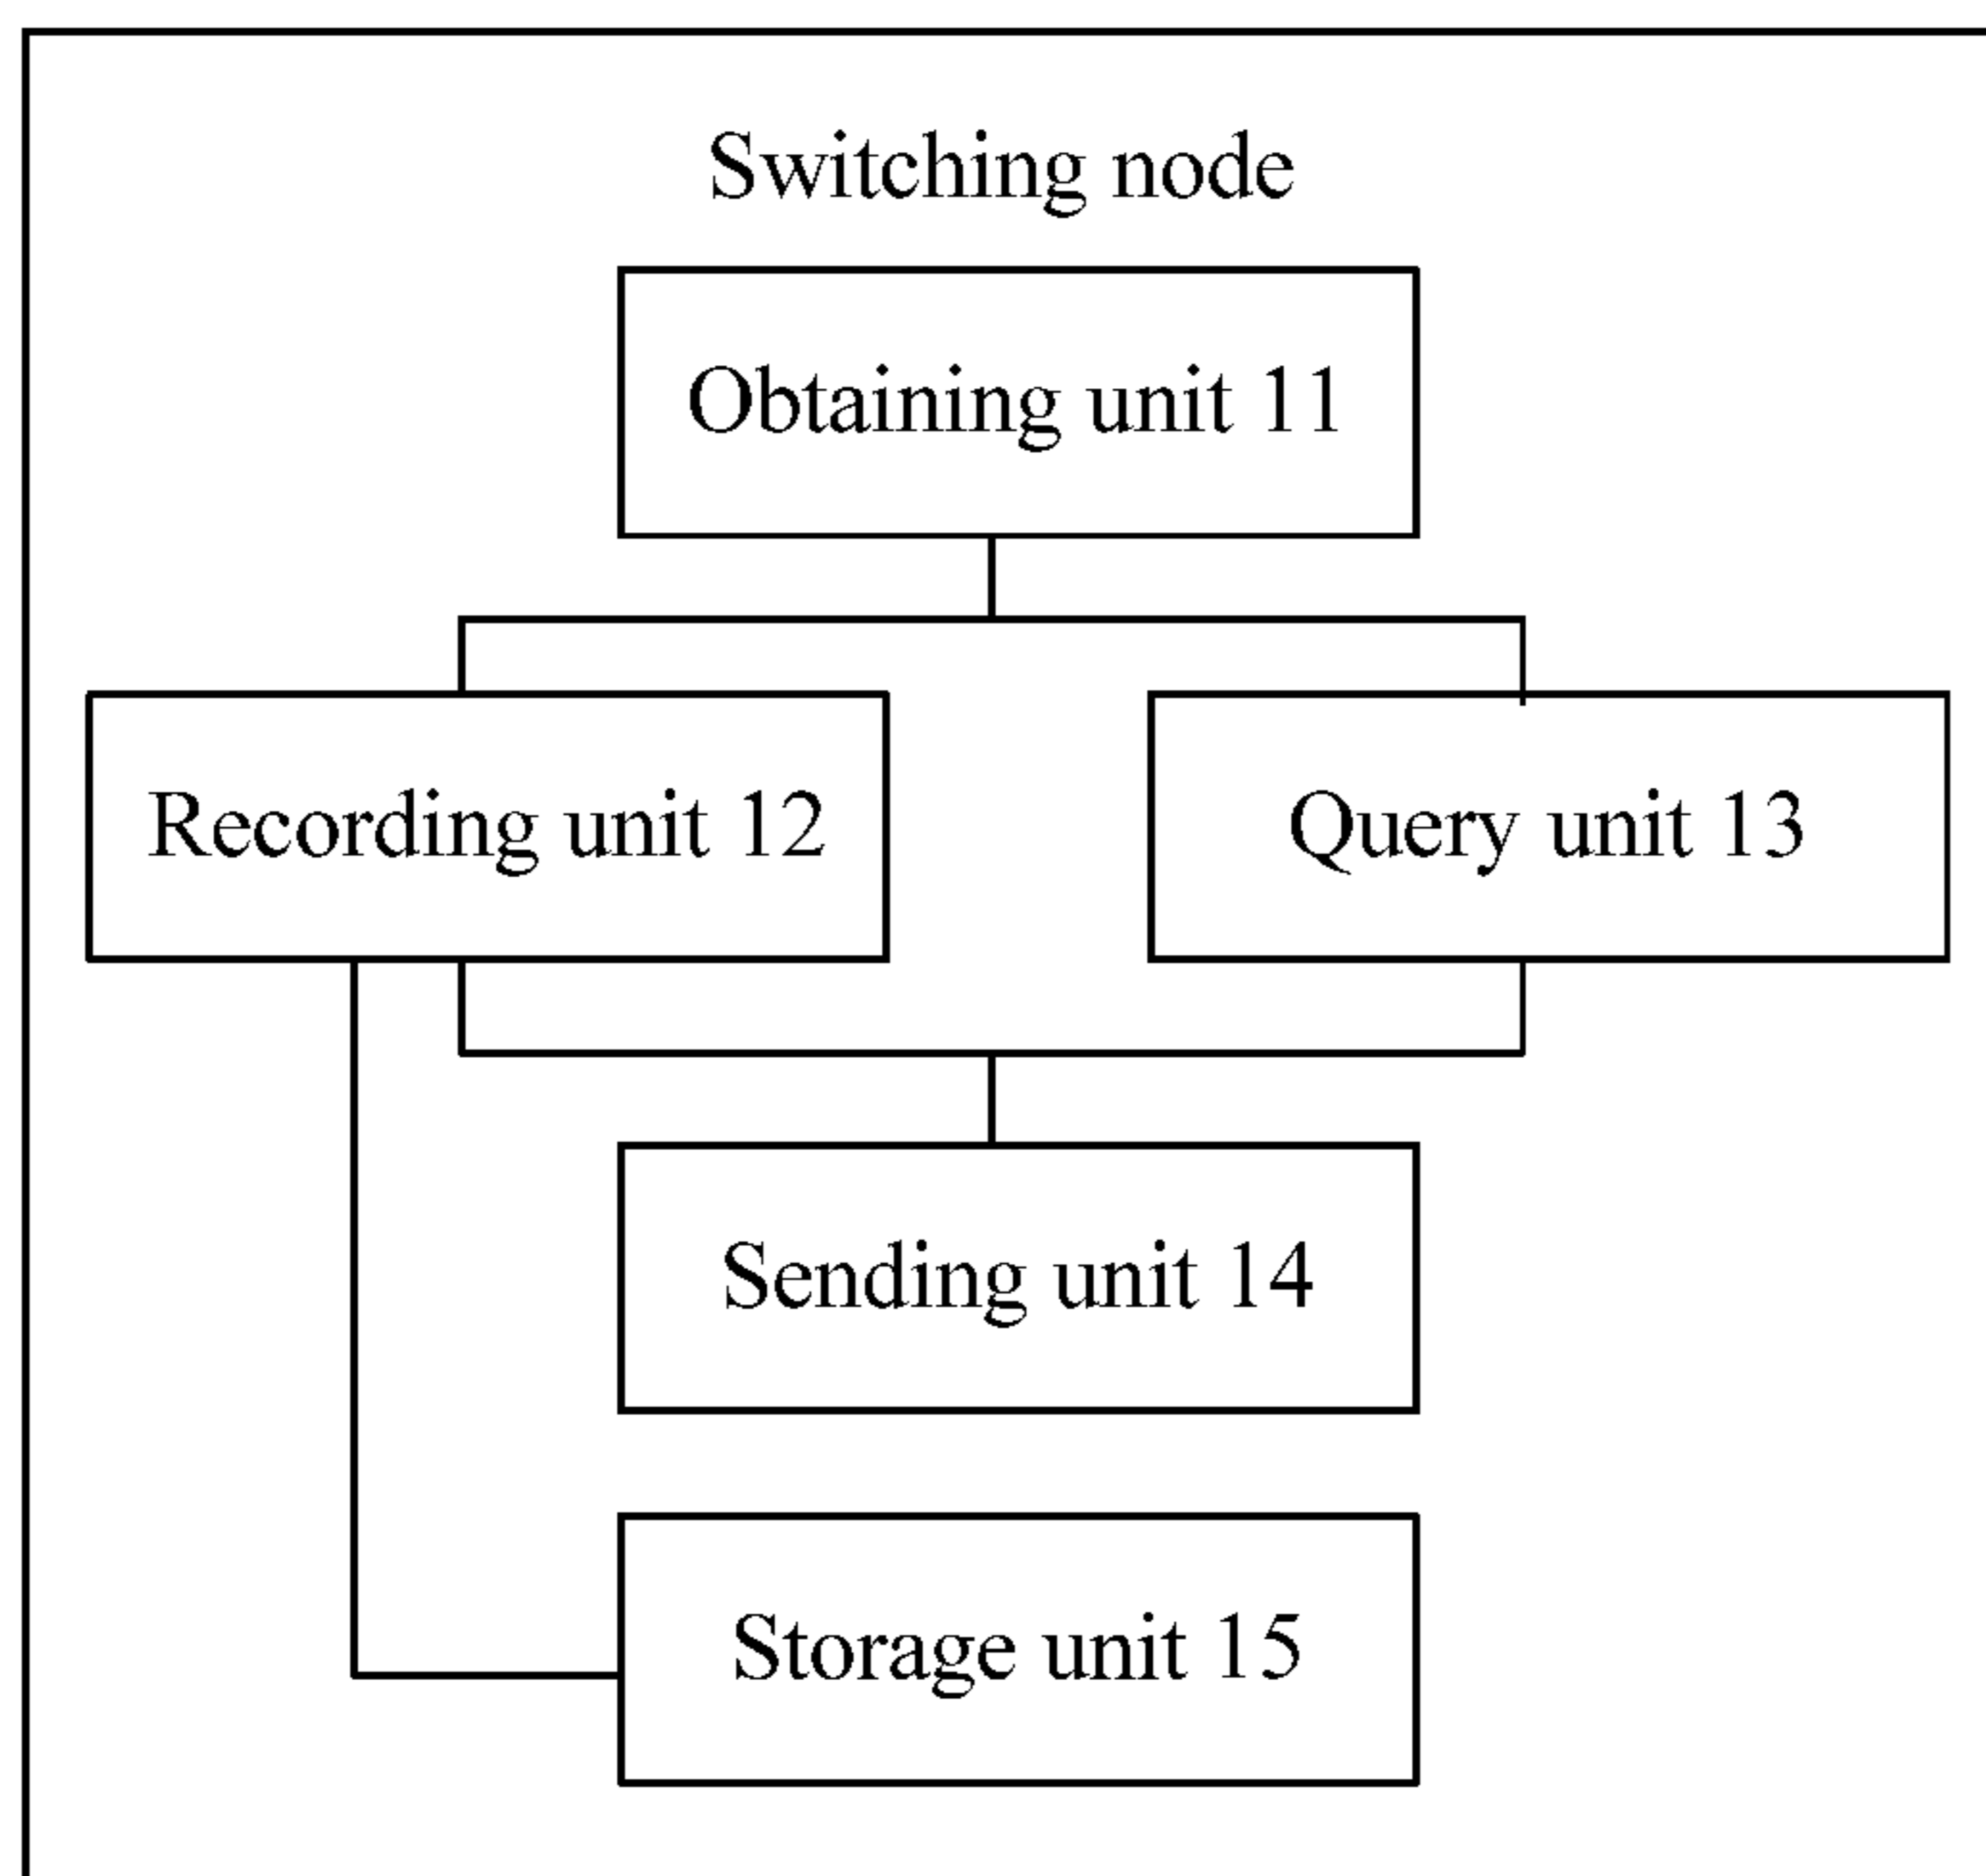 Switching node
Obtaining unit 11
Recording unit 12
Query unit 13
Sending unit 14
Storage unit 15